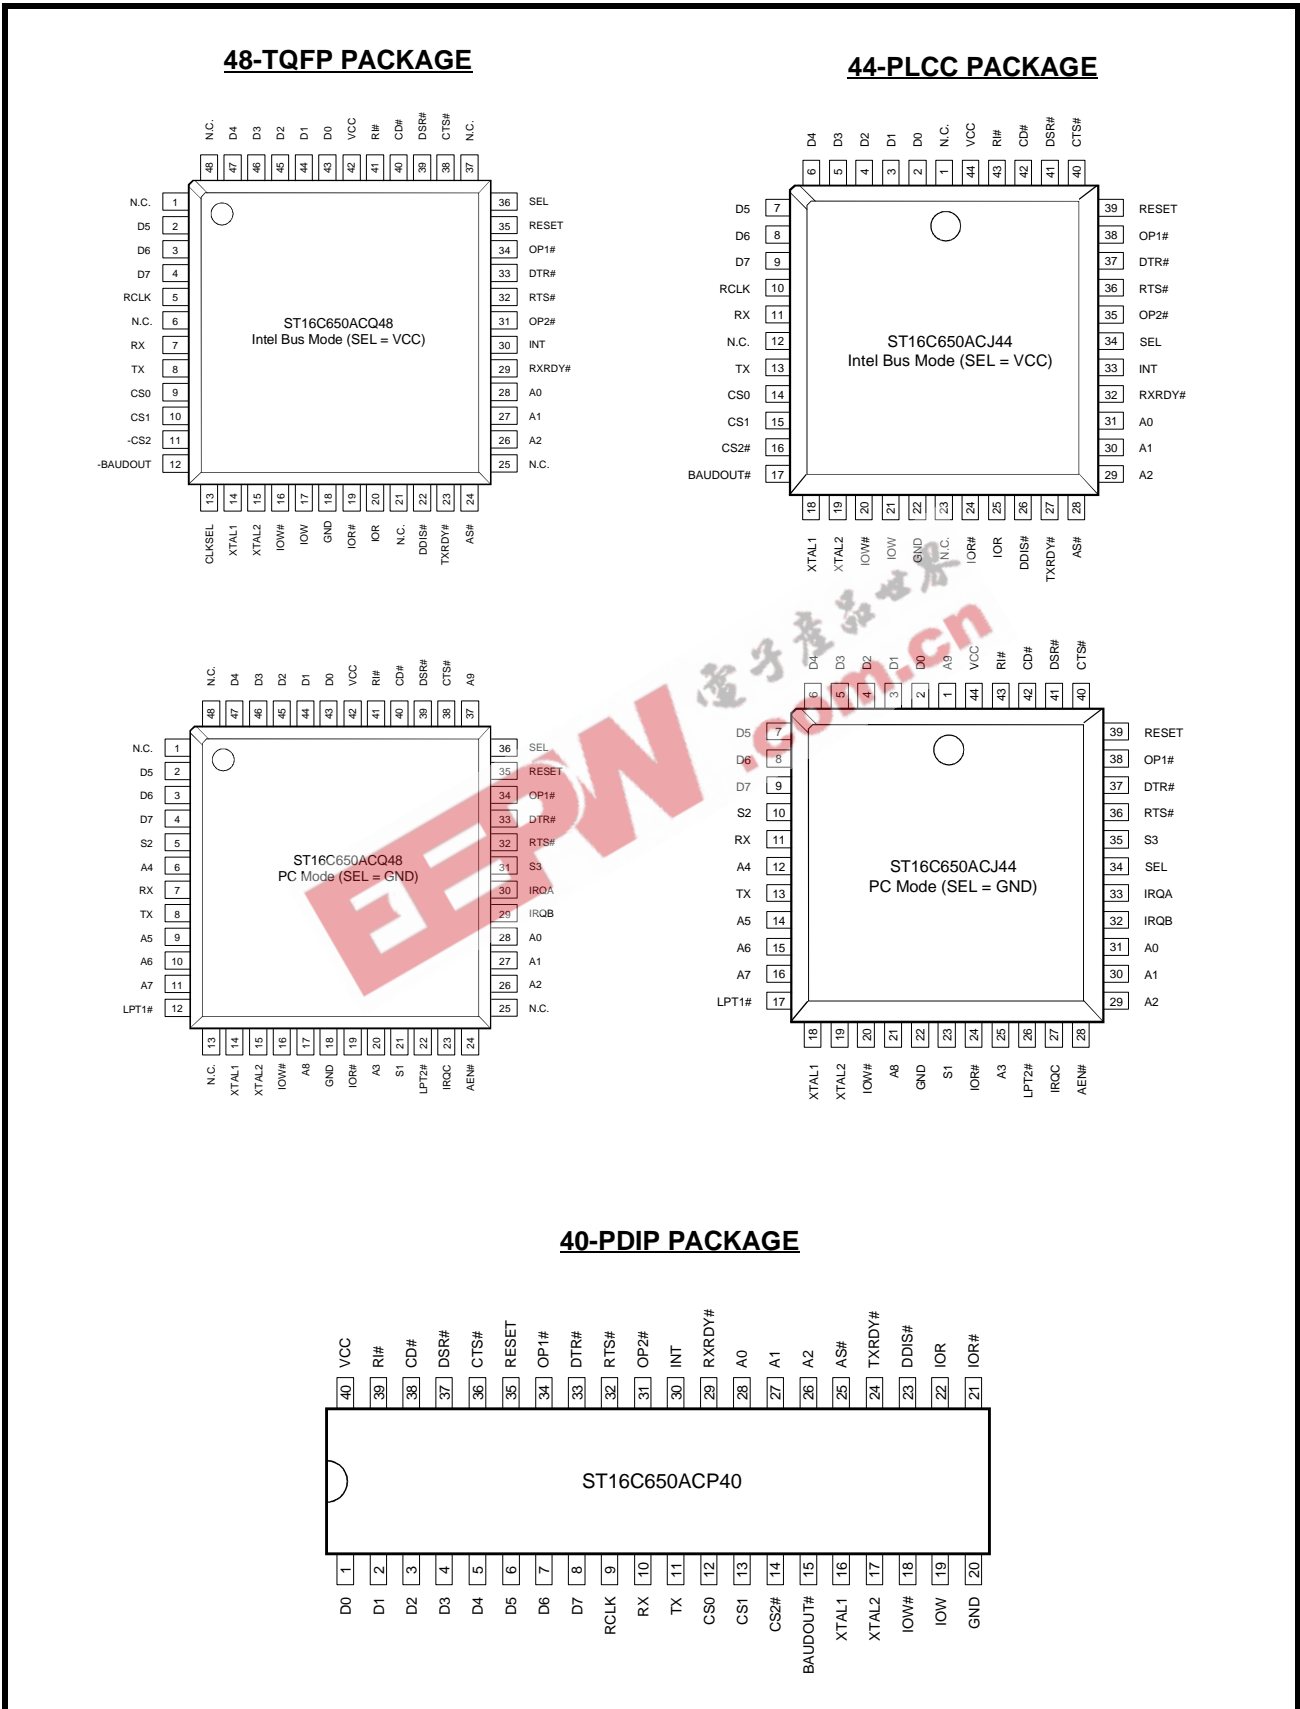 48-TQFP PACKAGE
N.C. D4 D3 D2 D1 D0 VCC RI# CD# DSR# CTS# N.C.
48 47 46 45 44 43 42 41 40 39 38 37
N.C. 1 36 SEL
D5 2 35 RESET
D6 3 34 OP1#
D7 4 33 DTR#
RCLK 5 32 RTS#
N.C. 6 31 OP2#
RX 7 30 INT
TX 8 29 RXRDY#
CS0 9 28 A0
CS1 10 27 A1
-CS2 11 26 A2
-BAUDOUT 12 25 N.C.
ST16C650ACQ48
Intel Bus Mode (SEL = VCC)
13 14 15 16 17 18 19 20 21 22 23 24
CLKSEL XTAL1 XTAL2 IOW# IOW GND IOR# IOR N.C. DDIS# TXRDY# AS#
44-PLCC PACKAGE
D4 D3 D2 D1 D0 N.C. VCC RI# CD# DSR# CTS#
6 5 4 3 2 1 44 43 42 41 40
D5 7 39 RESET
D6 8 38 OP1#
D7 9 37 DTR#
RCLK 10 36 RTS#
RX 11 35 OP2#
N.C. 12 34 SEL
TX 13 33 INT
CS0 14 32 RXRDY#
CS1 15 31 A0
CS2# 16 30 A1
BAUDOUT# 17 29 A2
ST16C650ACJ44
Intel Bus Mode (SEL = VCC)
18 19 20 21 22 23 24 25 26 27 28
XTAL1 XTAL2 IOW# IOW GND N.C. IOR# IOR DDIS# TXRDY# AS#
N.C. D4 D3 D2 D1 D0 VCC RI# CD# DSR# CTS# A9
48 47 46 45 44 43 42 41 40 39 38 37
N.C. 1 36 SEL
D5 2 35 RESET
D6 3 34 OP1#
D7 4 33 DTR#
S2 5 32 RTS#
A4 6 31 S3
RX 7 30 IRQA
TX 8 29 IRQB
A5 9 28 A0
A6 10 27 A1
A7 11 26 A2
LPT1# 12 25 N.C.
ST16C650ACQ48
PC Mode (SEL = GND)
13 14 15 16 17 18 19 20 21 22 23 24
N.C. XTAL1 XTAL2 IOW# A8 GND IOR# A3 S1 LPT2# IRQC AEN#
D4 D3 D2 D1 D0 A9 VCC RI# CD# DSR# CTS#
6 5 4 3 2 1 44 43 42 41 40
D5 7 39 RESET
D6 8 38 OP1#
D7 9 37 DTR#
S2 10 36 RTS#
RX 11 35 S3
A4 12 34 SEL
TX 13 33 IRQA
A5 14 32 IRQB
A6 15 31 A0
A7 16 30 A1
LPT1# 17 29 A2
ST16C650ACJ44
PC Mode (SEL = GND)
18 19 20 21 22 23 24 25 26 27 28
XTAL1 XTAL2 IOW# A8 GND S1 IOR# A3 LPT2# IRQC AEN#
EEPW .com.cn
電子產品世界
40-PDIP PACKAGE
VCC RI# CD# DSR# CTS# RESET OP1# DTR# RTS# OP2# INT RXRDY# A0 A1 A2 AS# TXRDY# DDIS# IOR IOR#
40 39 38 37 36 35 34 33 32 31 30 29 28 27 26 25 24 23 22 21
ST16C650ACP40
1 2 3 4 5 6 7 8 9 10 11 12 13 14 15 16 17 18 19 20
D0 D1 D2 D3 D4 D5 D6 D7 RCLK RX TX CS0 CS1 CS2# BAUDOUT# XTAL1 XTAL2 IOW# IOW GND